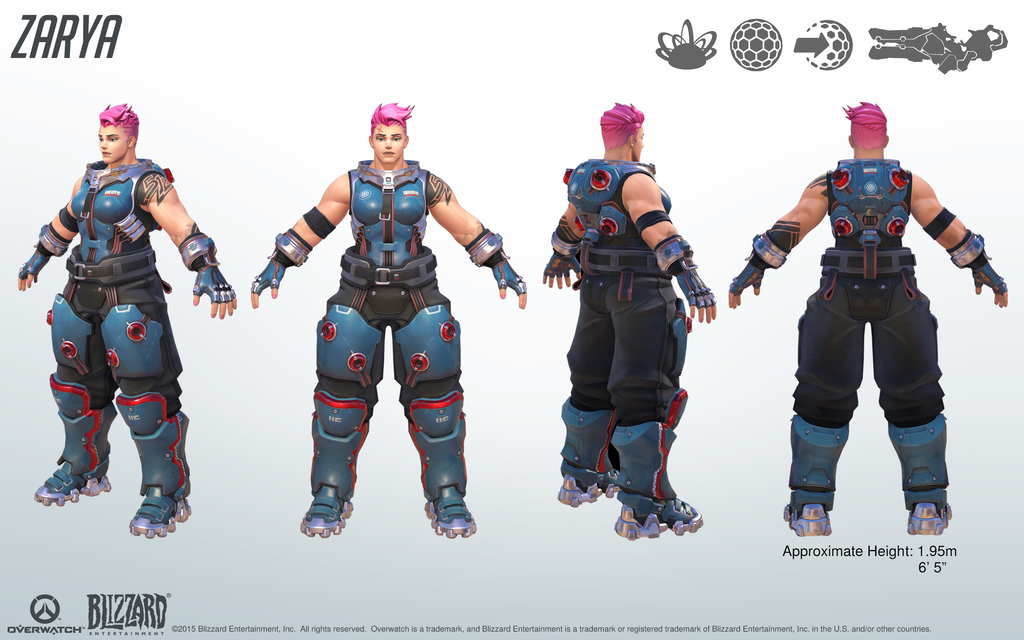 ZARYA
Approximate Height: 1.95m
6' 5”
OVERWATCH
BLIZZARD®
ENTERTAINMENT
©2015 Blizzard Entertainment, Inc. All rights reserved. Overwatch is a trademark, and Blizzard Entertainment is a trademark or registered trademark of Blizzard Entertainment, Inc. in the U.S. and/or other countries.